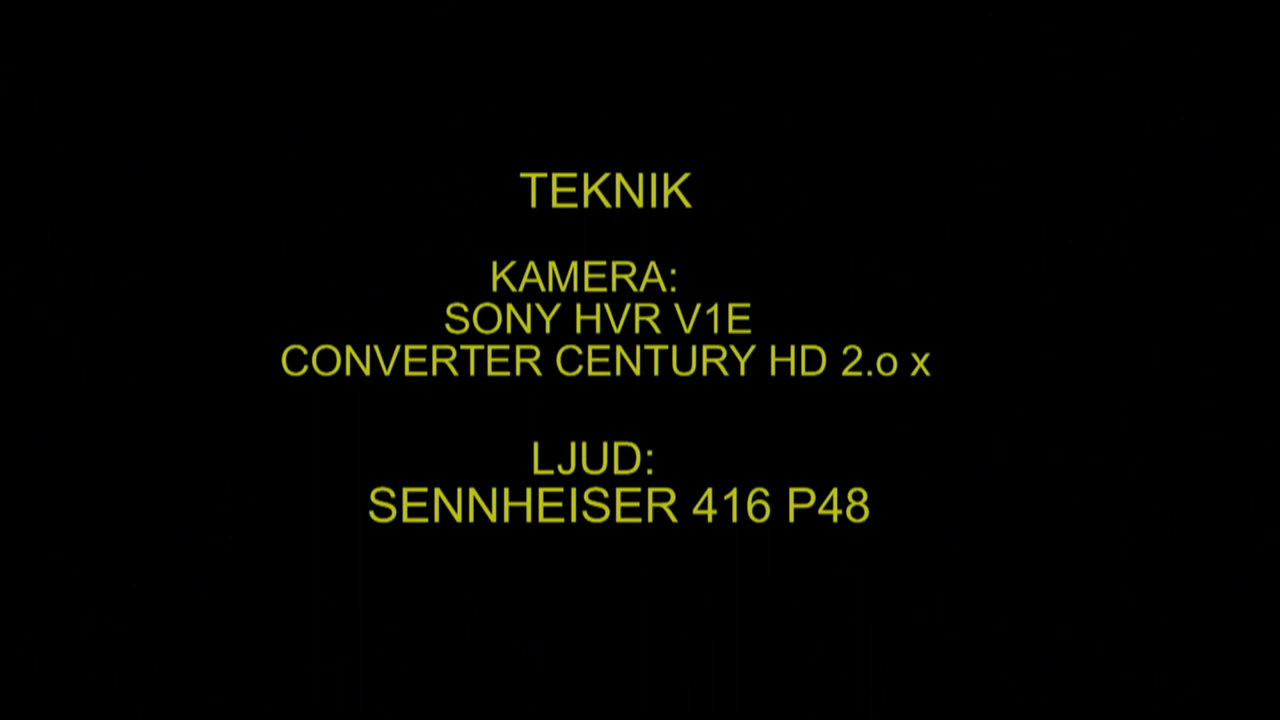 TEKNIK
KAMERA:
SONY HVR V1E
CONVERTER CENTURY HD 2.o x
LJUD:
SENNHEISER 416 P48